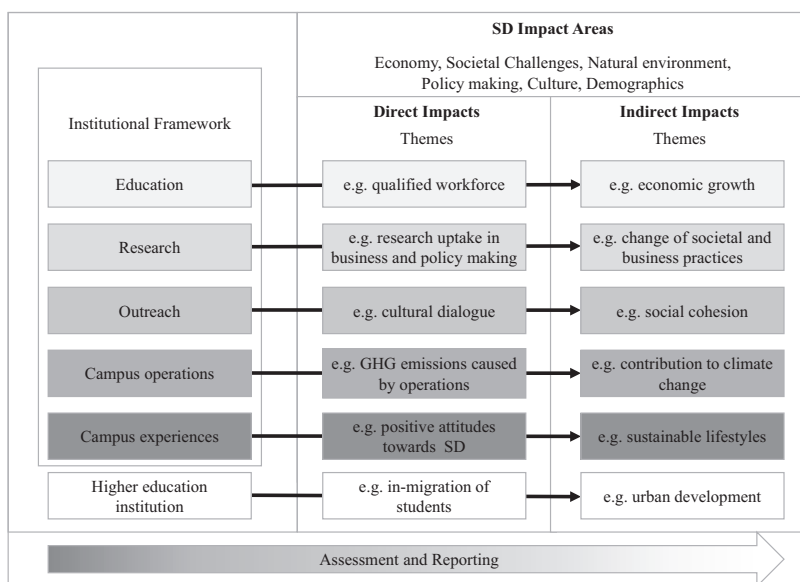 SD Impact Areas
Economy, Societal Challenges, Natural environment,
Policy making, Culture, Demographics
Institutional Framework
Direct Impacts
Themes
Indirect Impacts
Themes
Education
e.g. qualified workforce
e.g. economic growth
Research
e.g. research uptake in
business and policy making
e.g. change of societal and
business practices
Outreach
e.g. cultural dialogue
e.g. social cohesion
Campus operations
e.g. GHG emissions caused
by operations
e.g. contribution to climate
change
Campus experiences
e.g. positive attitudes
towards SD
e.g. sustainable lifestyles
Higher education
institution
e.g. in-migration of
students
e.g. urban development
Assessment and Reporting